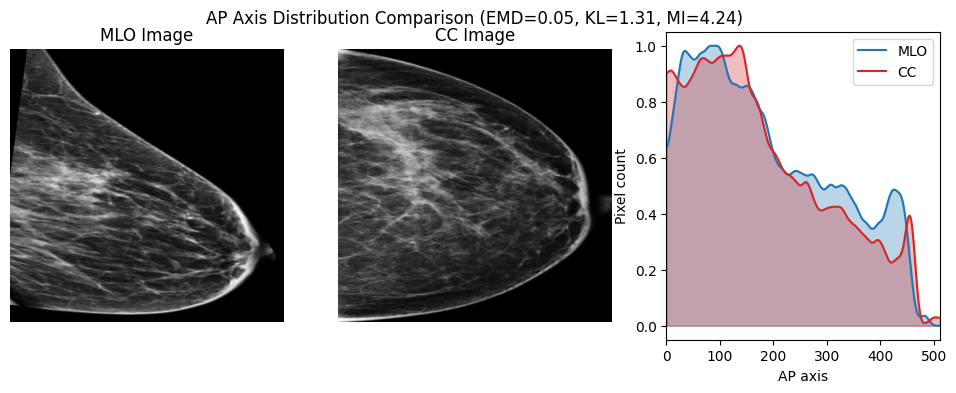 AP Axis Distribution Comparison (EMD=0.05, KL=1.31, MI=4.24)
MLO Image
CC Image
MLO
CC
Pixel count
1.0
0.8
0.6
0.4
0.2
0.0
0 100 200 300 400 500
AP axis